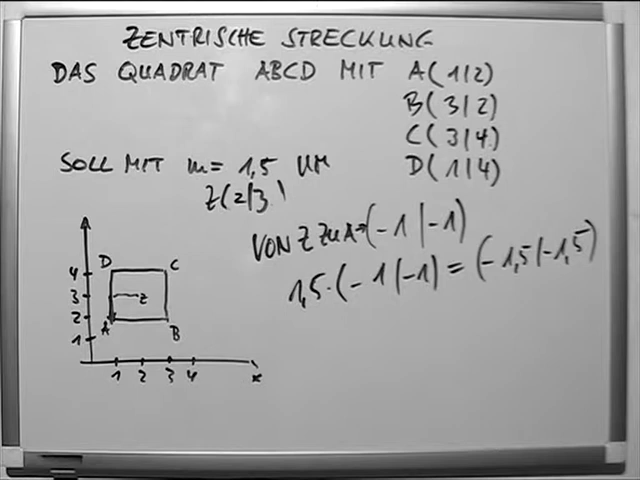 ZENTRISCHE STRECKUNG
DAS QUADRAT ABCD MIT A(1|2)
B(3|2)
C(3|4)
D(1|4)
SOLL MIT m = 1,5 UM
Z(2|3)
VON Z ZU A→(-1|-1)
1,5·(-1|-1) = (-1,5|-1,5)
D C
4
3 Z
2
A B
1
1 2 3 4 x